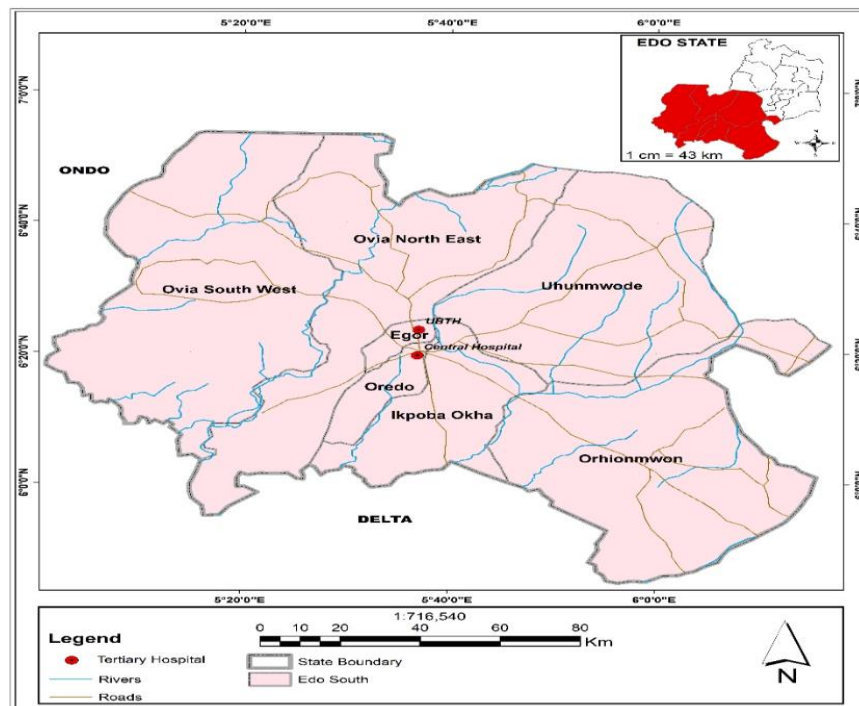 5°20'0"E 5°40'0"E 6°0'0"E
EDO STATE
1 cm = 43 km
7°0'0"N
ONDO
6°40'0"N
Ovia North East
Ovia South West
Uhunmwode
UBTH
Egor
Central Hospital
6°20'0"N
Oredo
Ikpoba Okha
Orhionmwon
6°0'0"N
DELTA
5°20'0"E 5°40'0"E 6°0'0"E
1:716,540
0 10 20 40 60 80
Km
Legend
Tertiary Hospital
Rivers
Roads
State Boundary
Edo South
N